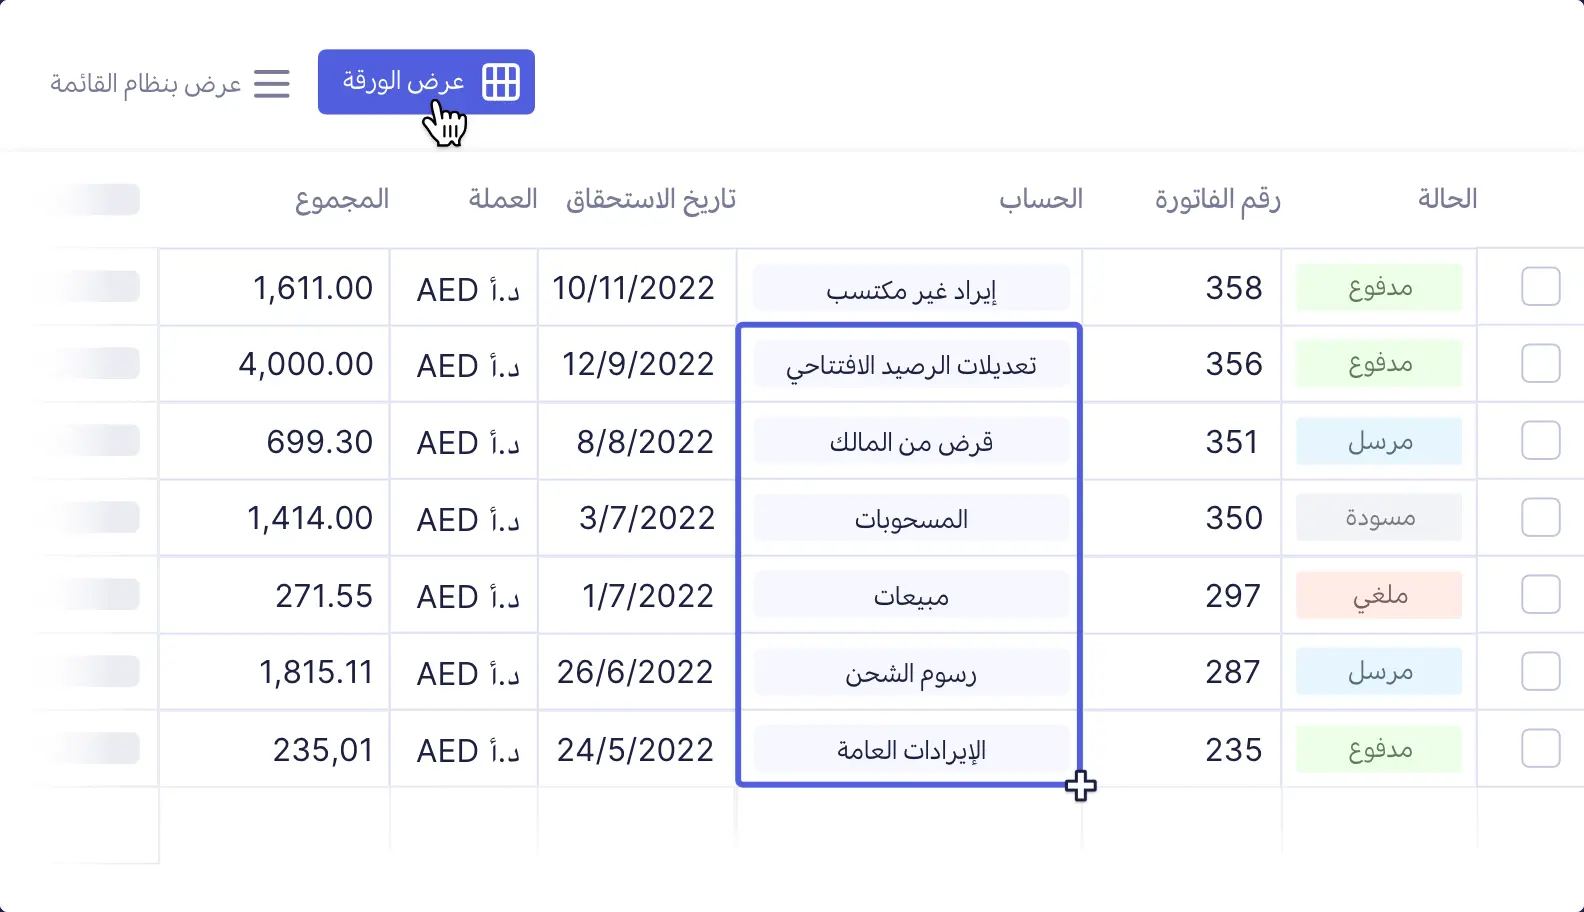 عرض الورقة
عرض بنظام القائمة
الحالة رقم الفاتورة الحساب تاريخ الاستحقاق العملة المجموع
مدفوع 358 إيراد غير مكتسب 10/11/2022 د.أ AED 1,611.00
مدفوع 356 تعديلات الرصيد الافتتاحي 12/9/2022 د.أ AED 4,000.00
مرسل 351 قرض من المالك 8/8/2022 د.أ AED 699.30
مسودة 350 المسحوبات 3/7/2022 د.أ AED 1,414.00
ملغي 297 مبيعات 1/7/2022 د.أ AED 271.55
مرسل 287 رسوم الشحن 26/6/2022 د.أ AED 1,815.11
مدفوع 235 الإيرادات العامة 24/5/2022 د.أ AED 235,01